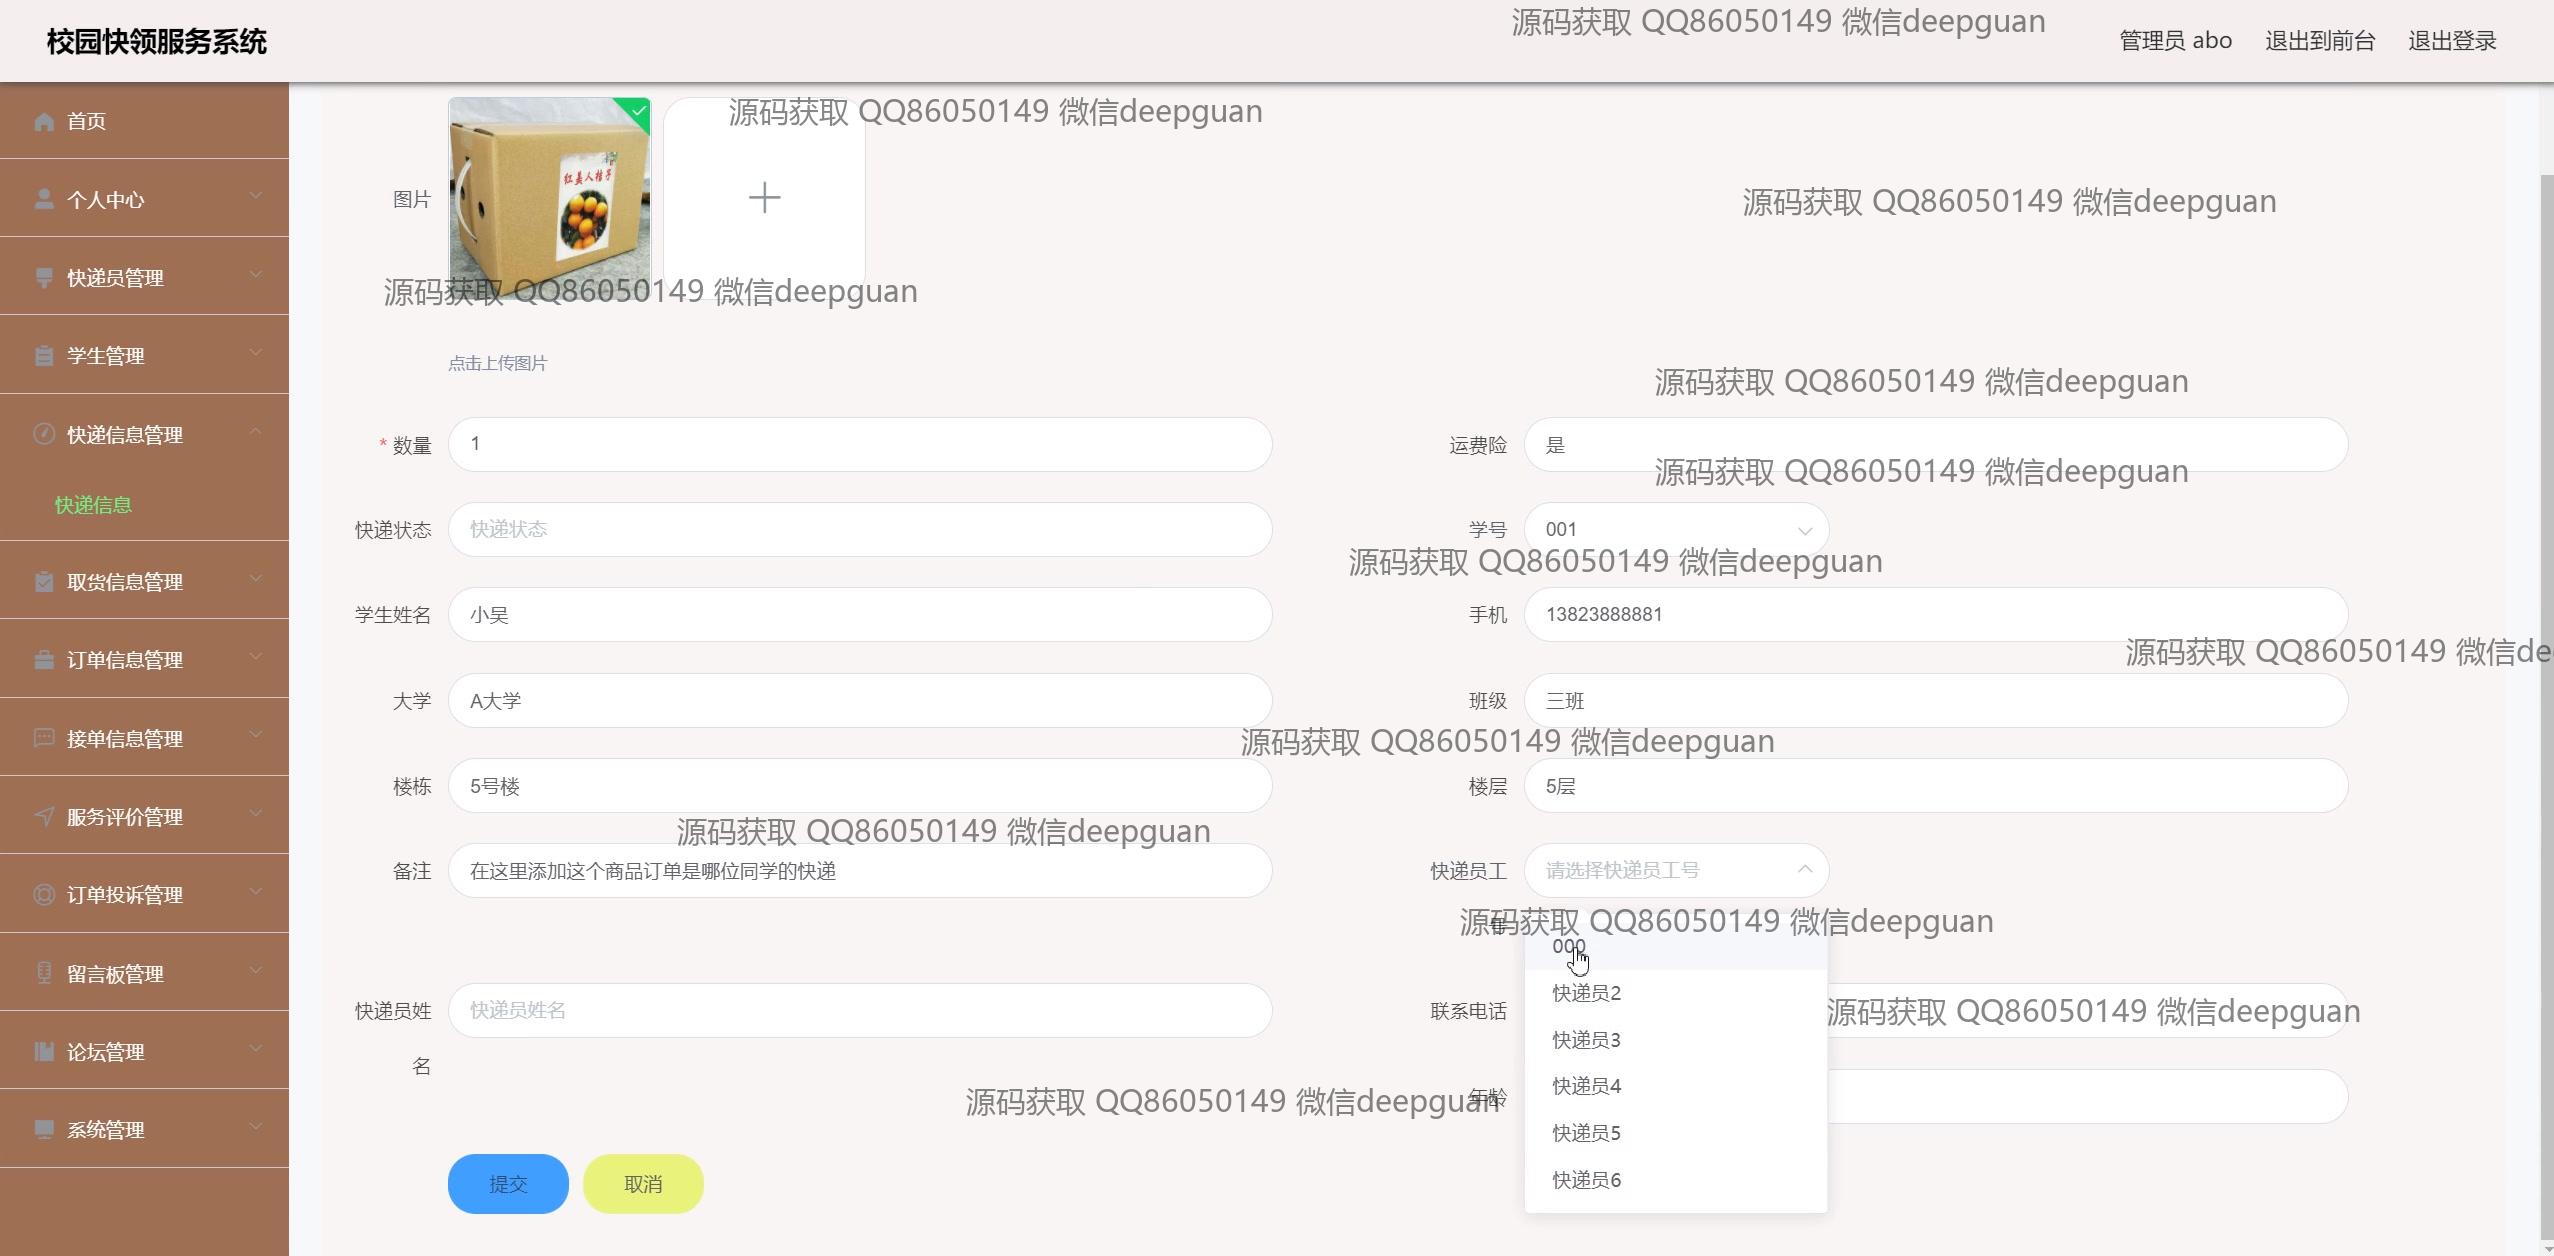 校园快领服务系统
源码获取 QQ86050149 微信deepguan
管理员 abo
退出到前台
退出登录
首页
个人中心
快递员管理
学生管理
快递信息管理
快递信息
取货信息管理
订单信息管理
接单信息管理
服务评价管理
订单投诉管理
留言板管理
论坛管理
系统管理
源码获取 QQ86050149 微信deepguan
图片
红美人桔子
源码获取 QQ86050149 微信deepguan
源码获取 QQ86050149 微信deepguan
点击上传图片
源码获取 QQ86050149 微信deepguan
* 数量
1
运费险
是
源码获取 QQ86050149 微信deepguan
快递状态
快递状态
学号
001
源码获取 QQ86050149 微信deepguan
学生姓名
小吴
手机
13823888881
源码获取 QQ86050149 微信de
大学
A大学
班级
三班
源码获取 QQ86050149 微信deepguan
楼栋
5号楼
楼层
5层
源码获取 QQ86050149 微信deepguan
备注
在这里添加这个商品订单是哪位同学的快递
快递员工
号
请选择快递员工号
源码获取 QQ86050149 微信deepguan
000
快递员2
快递员3
快递员4
快递员5
快递员6
快递员姓
名
快递员姓名
联系电话
源码获取 QQ86050149 微信deepguan
源码获取 QQ86050149 微信deepguan
年龄
提交
取消